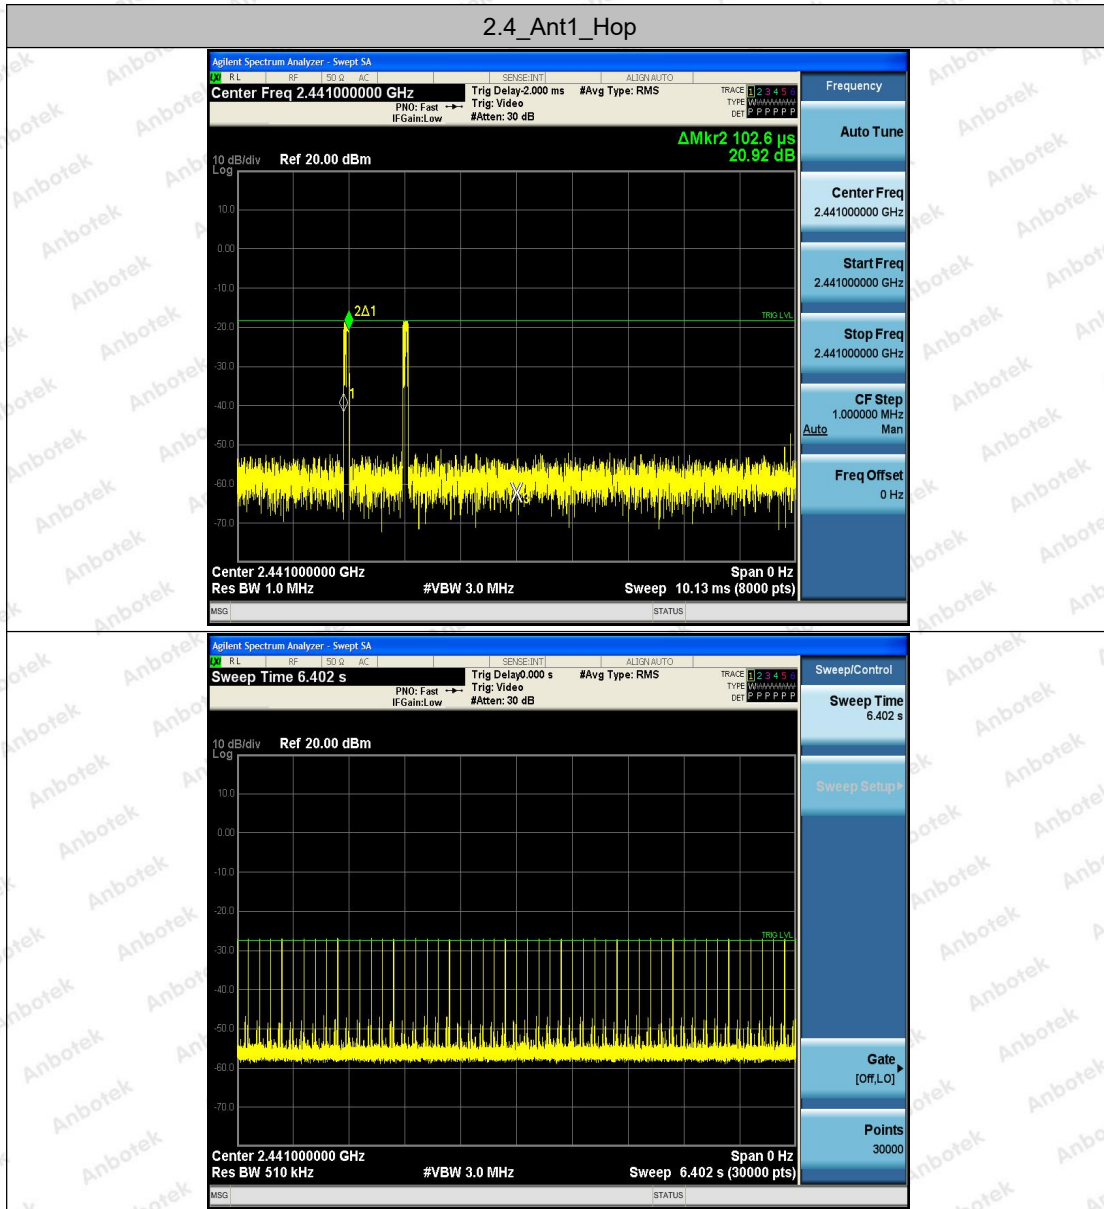 2.4_Ant1_Hop
Agilent Spectrum Analyzer - Swept SA
RL RF 50 Ω AC SENSE:INT ALIGN AUTO
Center Freq 2.441000000 GHz
PNO: Fast
IFGain:Low
Trig Delay-2.000 ms
Trig: Video
#Atten: 30 dB
#Avg Type: RMS
TRACE 1 2 3 4 5 6
TYPE
DET P P P P P P
ΔMkr2 102.6 µs
20.92 dB
10 dB/div Ref 20.00 dBm
Log
10.0
0.00
-10.0
-20.0
-30.0
-40.0
-50.0
-60.0
-70.0
2Δ1
1
TRIG LVL
Center 2.441000000 GHz
Span 0 Hz
Res BW 1.0 MHz
#VBW 3.0 MHz
Sweep 10.13 ms (8000 pts)
MSG
STATUS
Frequency
Auto Tune
Center Freq
2.441000000 GHz
Start Freq
2.441000000 GHz
Stop Freq
2.441000000 GHz
CF Step
1.000000 MHz
Auto Man
Freq Offset
0 Hz
Agilent Spectrum Analyzer - Swept SA
RL RF 50 Ω AC SENSE:INT ALIGN AUTO
Sweep Time 6.402 s
PNO: Fast
IFGain:Low
Trig Delay0.000 s
Trig: Video
#Atten: 30 dB
#Avg Type: RMS
TRACE 1 2 3 4 5 6
TYPE
DET P P P P P P
10 dB/div Ref 20.00 dBm
Log
10.0
0.00
-10.0
-20.0
-30.0
-40.0
-50.0
-60.0
-70.0
TRIG LVL
Center 2.441000000 GHz
Span 0 Hz
Res BW 510 kHz
#VBW 3.0 MHz
Sweep 6.402 s (30000 pts)
MSG
STATUS
Sweep/Control
Sweep Time
6.402 s
Sweep Setup
Gate
[Off,LO]
Points
30000
Anbotek